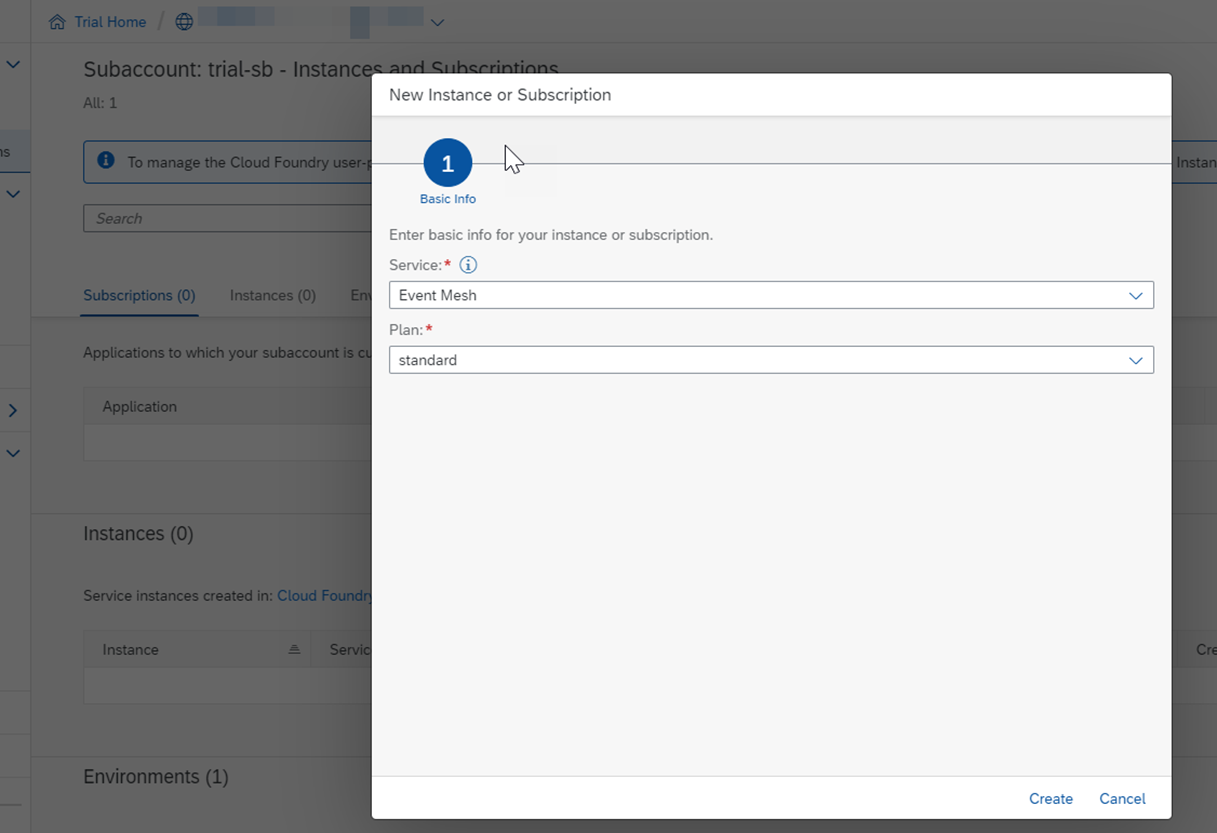 Trial Home /
Subaccount: trial-sb - Instances and Subscriptions
All: 1
ns
To manage the Cloud Foundry user-p
Instan
Search
Subscriptions (0) Instances (0) Env
Applications to which your subaccount is cu
Application
Instances (0)
Service instances created in: Cloud Foundry
Instance Servic Cre
Environments (1)
New Instance or Subscription
1
Basic Info
Enter basic info for your instance or subscription.
Service:*
Event Mesh
Plan:*
standard
Create Cancel